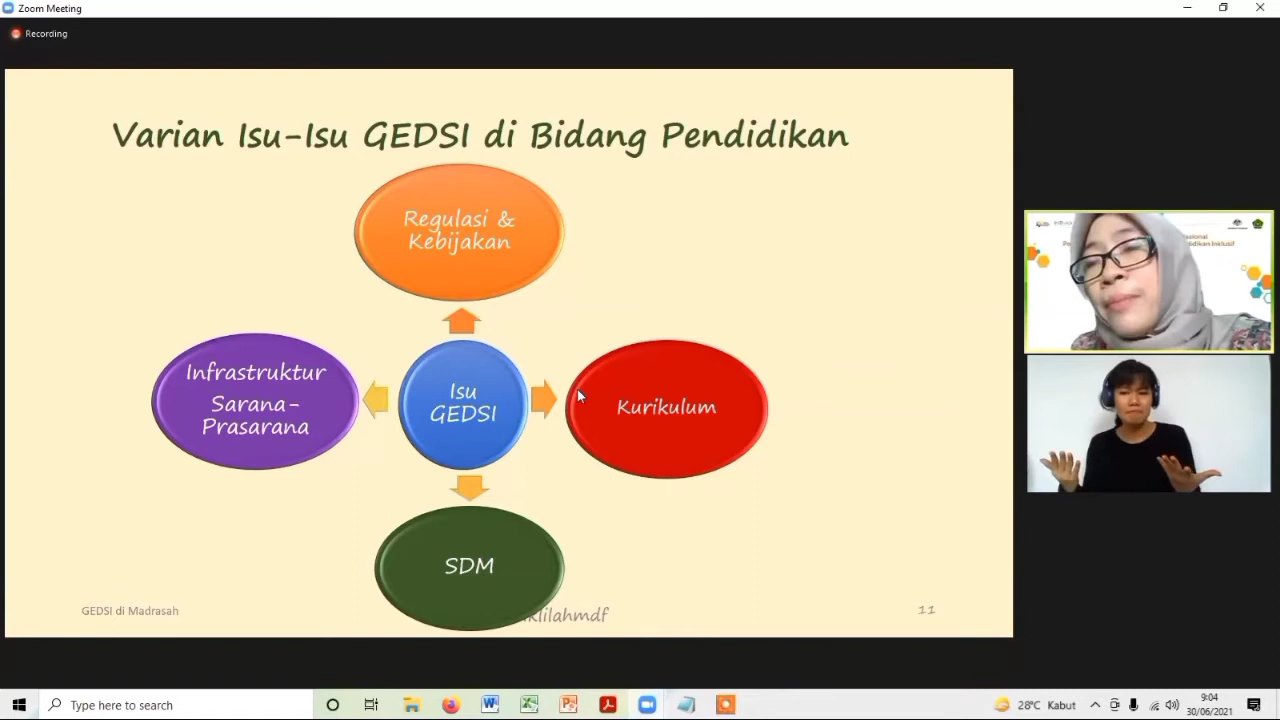 Zoom Meeting
Recording
Varian Isu-Isu GEDSI di Bidang Pendidikan
Regulasi &
Kebijakan
Infrastruktur
Sarana-
Prasarana
Isu
GEDSI
Kurikulum
SDM
GEDSI di Madrasah
11
Type here to search
28°C Kabut
9:04
30/06/2021